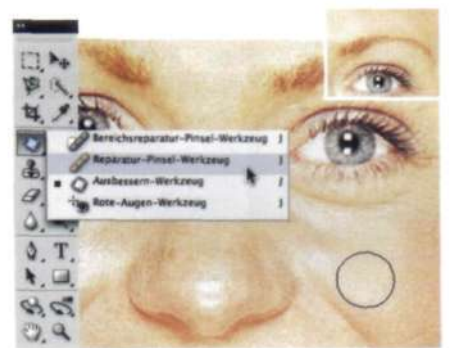 Bereichsreparatur-Pinsel-Werkzeug J
Reparatur-Pinsel-Werkzeug J
Ausbessern-Werkzeug J
Rote-Augen-Werkzeug J
T